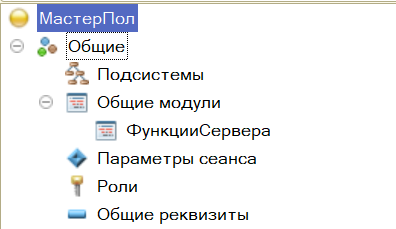 МастерПол
Общие
Подсистемы
Общие модули
ФункцииСервера
Параметры сеанса
Роли
Общие реквизиты